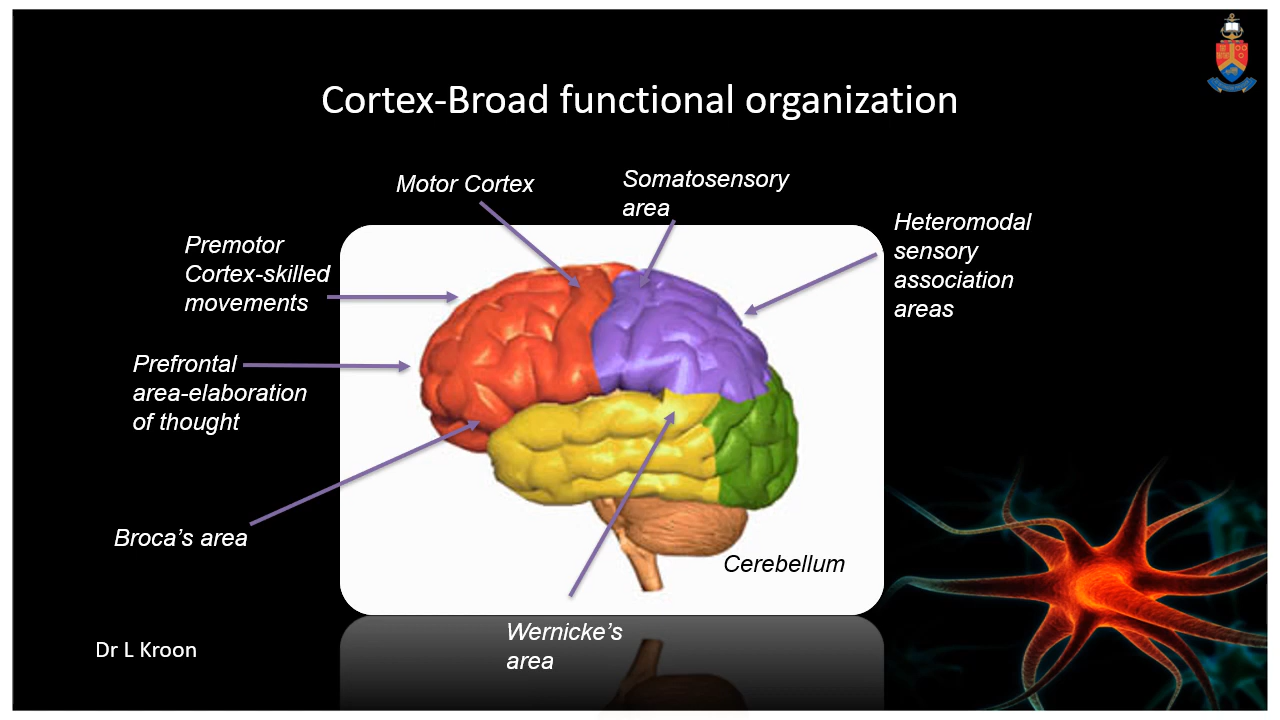 Cortex-Broad functional organization
Motor Cortex
Somatosensory
area
Heteromodal
sensory
association
areas
Premotor
Cortex-skilled
movements
Prefrontal
area-elaboration
of thought
Broca’s area
Cerebellum
Wernicke’s
area
Dr L Kroon